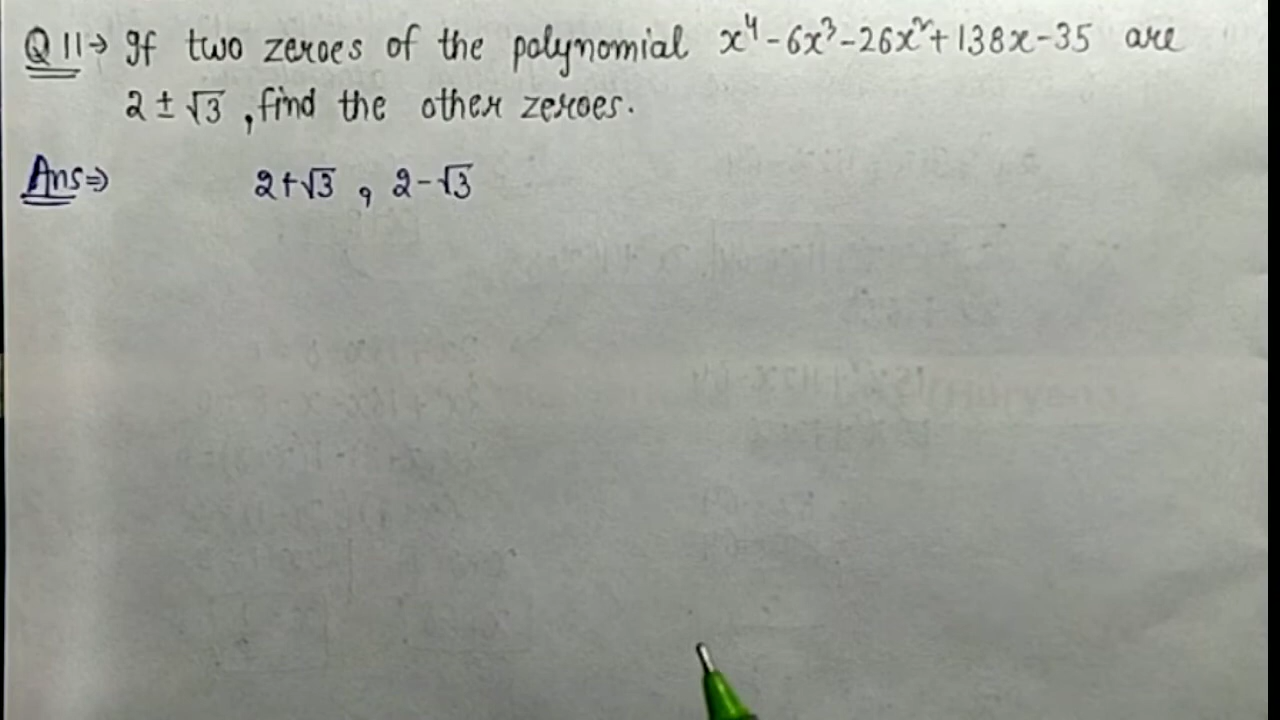 Q 11→ If two zeroes of the polynomial x⁴-6x³-26x²+138x-35 are
2 ± √3 , find the other zeroes.
Ans⇒ 2+√3 , 2-√3